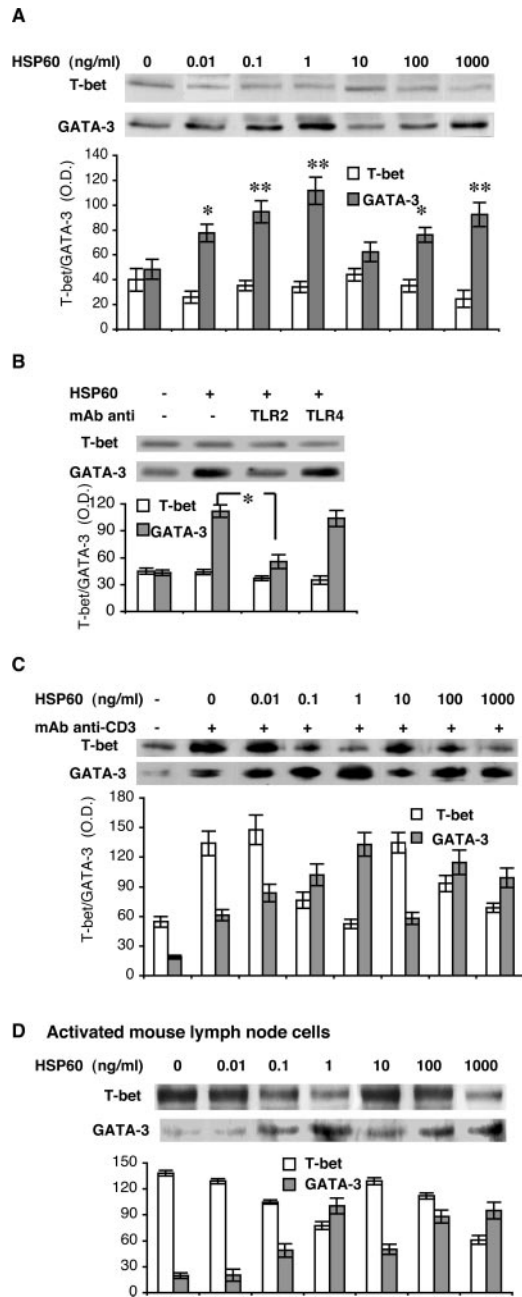 A
HSP60 (ng/ml) 0 0.01 0.1 1 10 100 1000
T-bet
GATA-3
T-bet/GATA-3 (O.D.)
140
120
100
80
60
40
20
0
* ** ** * **
T-bet
GATA-3
B
HSP60 - + + +
mAb anti - - TLR2 TLR4
T-bet
GATA-3
T-bet/GATA-3 (O.D.)
120
90
60
30
0
T-bet
GATA-3
*
C
HSP60 (ng/ml) - 0 0.01 0.1 1 10 100 1000
mAb anti-CD3 - + + + + + + +
T-bet
GATA-3
T-bet/GATA-3 (O.D.)
180
150
120
90
60
30
0
T-bet
GATA-3
D Activated mouse lymph node cells
HSP60 (ng/ml) 0 0.01 0.1 1 10 100 1000
T-bet
GATA-3
150
120
90
60
30
0
T-bet
GATA-3